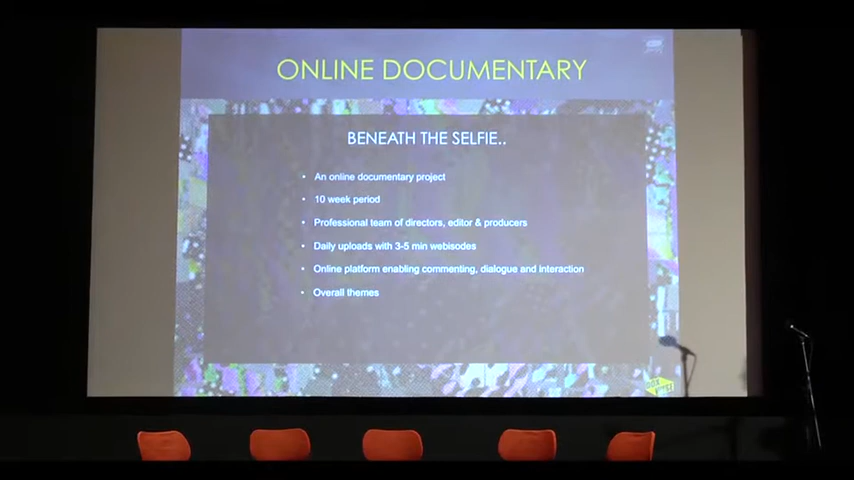 ONLINE DOCUMENTARY
BENEATH THE SELFIE..
• An online documentary project
• 10 week period
• Professional team of directors, editor & producers
• Daily uploads with 3-5 min webisodes
• Online platform enabling commenting, dialogue and interaction
• Overall themes